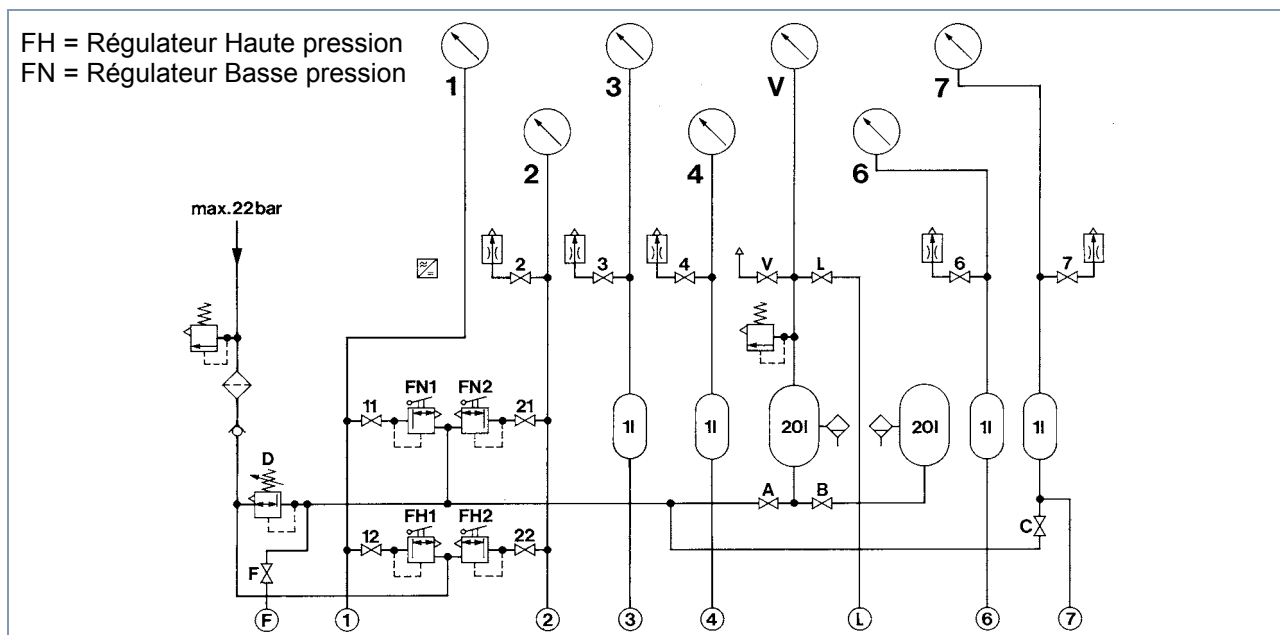 FH = Régulateur Haute pression
FN = Régulateur Basse pression
1
3
V
7
2
4
6
max.22bar
2
3
4
V
L
6
7
11
FN1
FN2
21
1l
1l
20l
20l
1l
1l
D
A
B
12
FH1
FH2
22
C
F
F
1
2
3
4
L
6
7